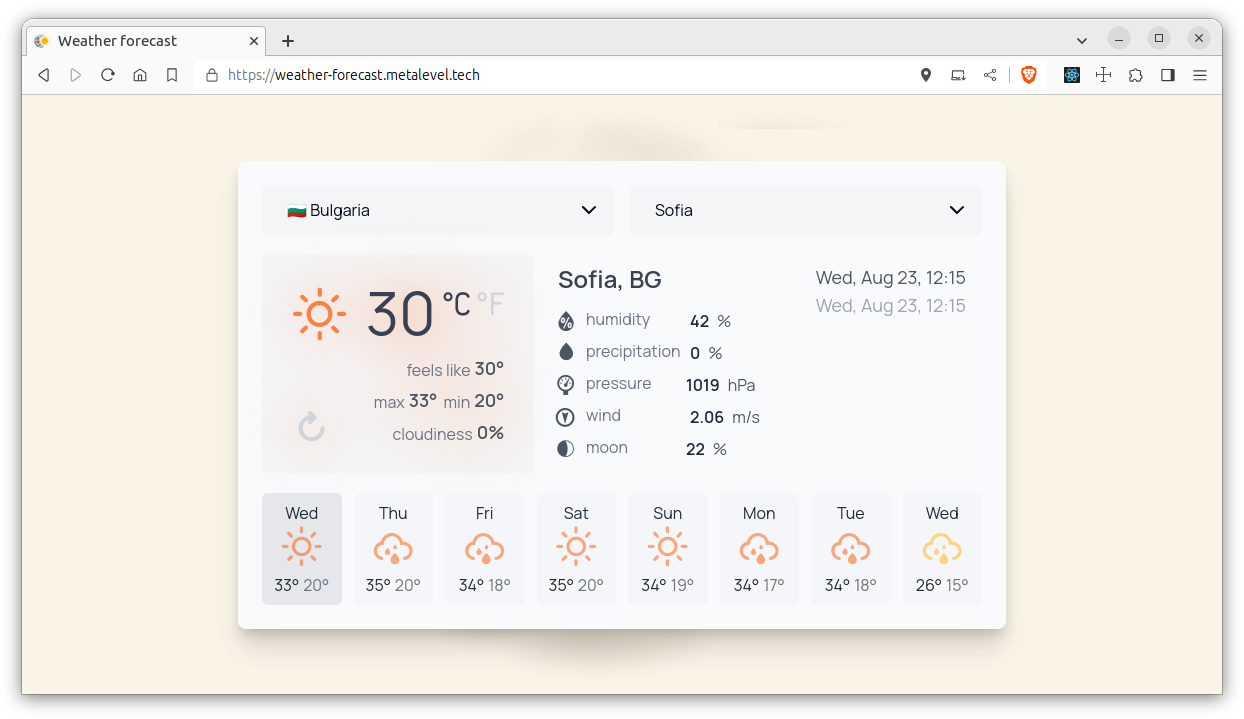 Weather forecast
https://weather-forecast.metalevel.tech
Bulgaria
Sofia
30 °C °F
feels like 30°
max 33° min 20°
cloudiness 0%
Sofia, BG
Wed, Aug 23, 12:15
Wed, Aug 23, 12:15
humidity 42 %
precipitation 0 %
pressure 1019 hPa
wind 2.06 m/s
moon 22 %
Wed Thu Fri Sat Sun Mon Tue Wed
33° 20° 35° 20° 34° 18° 35° 20° 34° 19° 34° 17° 34° 18° 26° 15°